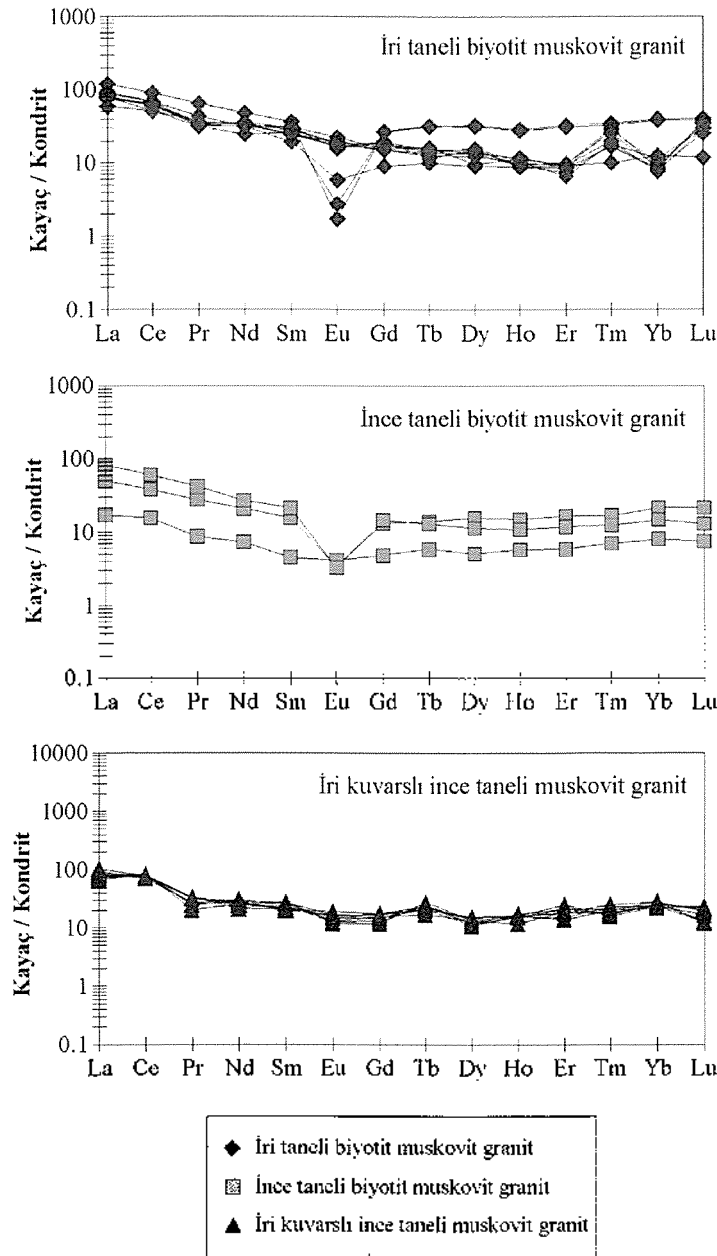 İri taneli biyotit muskovit granit
Kayaç / Kondrit
1000
100
10
1
0.1
La Ce Pr Nd Sm Eu Gd Tb Dy Ho Er Tm Yb Lu
İnce taneli biyotit muskovit granit
Kayaç / Kondrit
1000
100
10
1
0.1
La Ce Pr Nd Sm Eu Gd Tb Dy Ho Er Tm Yb Lu
İri kuvarslı ince taneli muskovit granit
Kayaç / Kondrit
10000
1000
100
10
1
0.1
La Ce Pr Nd Sm Eu Gd Tb Dy Ho Er Tm Yb Lu
İri taneli biyotit muskovit granit
İnce taneli biyotit muskovit granit
İri kuvarslı ince taneli muskovit granit